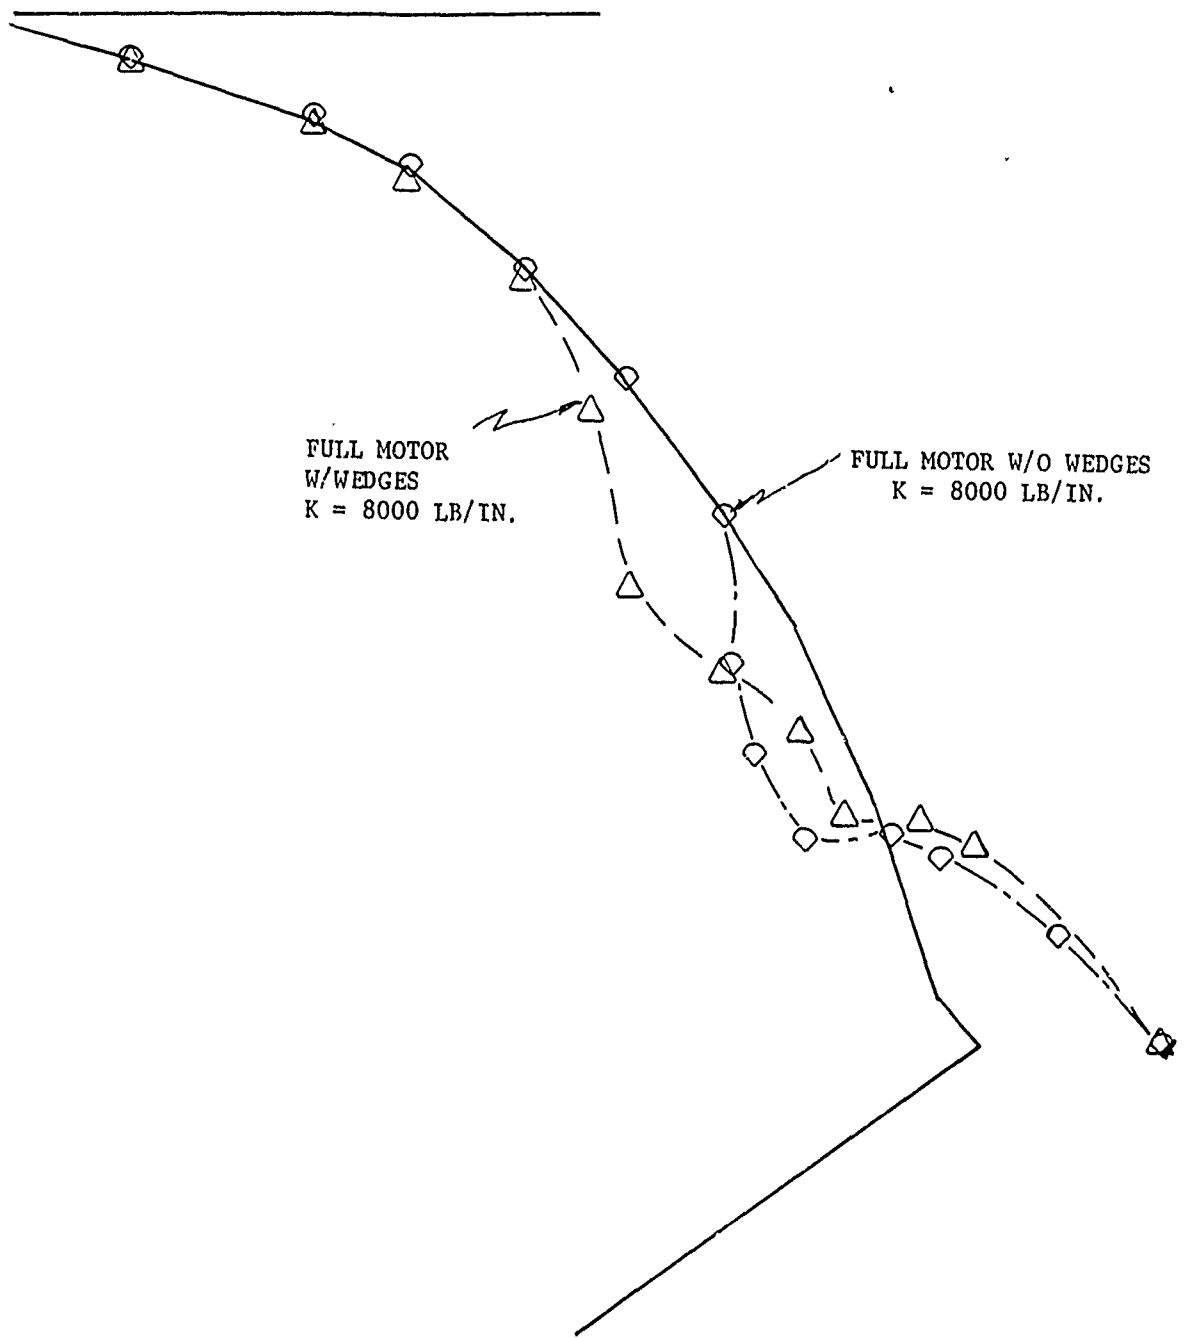 FULL MOTOR
W/WEDGES
K = 8000 LB/IN.
FULL MOTOR W/O WEDGES
K = 8000 LB/IN.